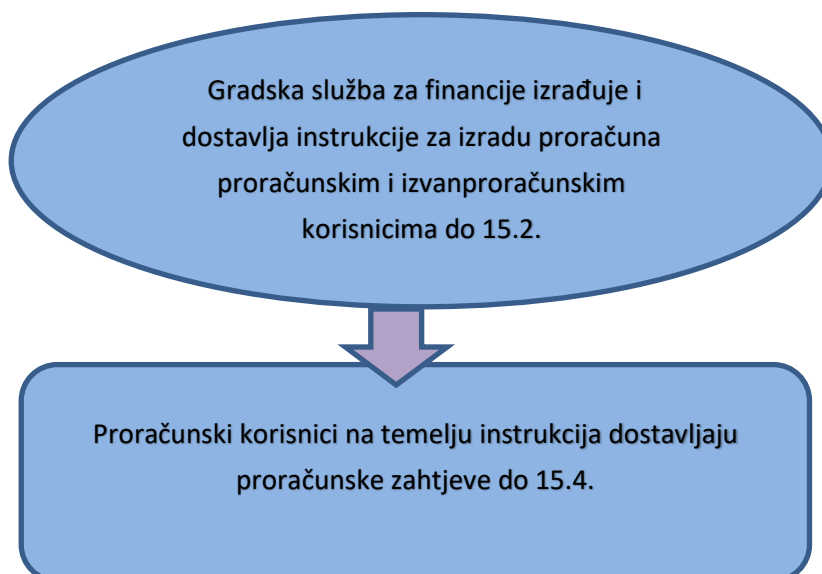 Gradska služba za financije izrađuje i
dostavlja instrukcije za izradu proračuna
proračunskim i izvanproračunskim
korisnicima do 15.2.
Proračunski korisnici na temelju instrukcija dostavljaju
proračunske zahtjeve do 15.4.